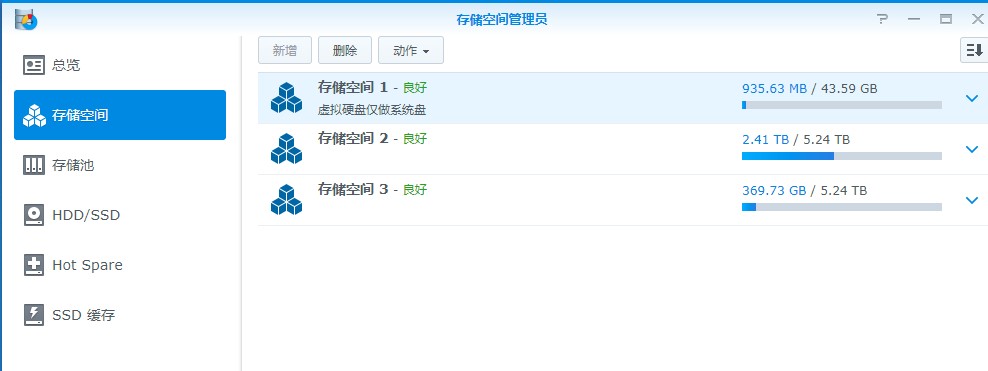 存储空间管理员
总览
存储空间
存储池
HDD/SSD
Hot Spare
SSD 缓存
新增 删除 动作
存储空间 1 - 良好 935.63 MB / 43.59 GB
虚拟硬盘仅做系统盘
存储空间 2 - 良好 2.41 TB / 5.24 TB
存储空间 3 - 良好 369.73 GB / 5.24 TB